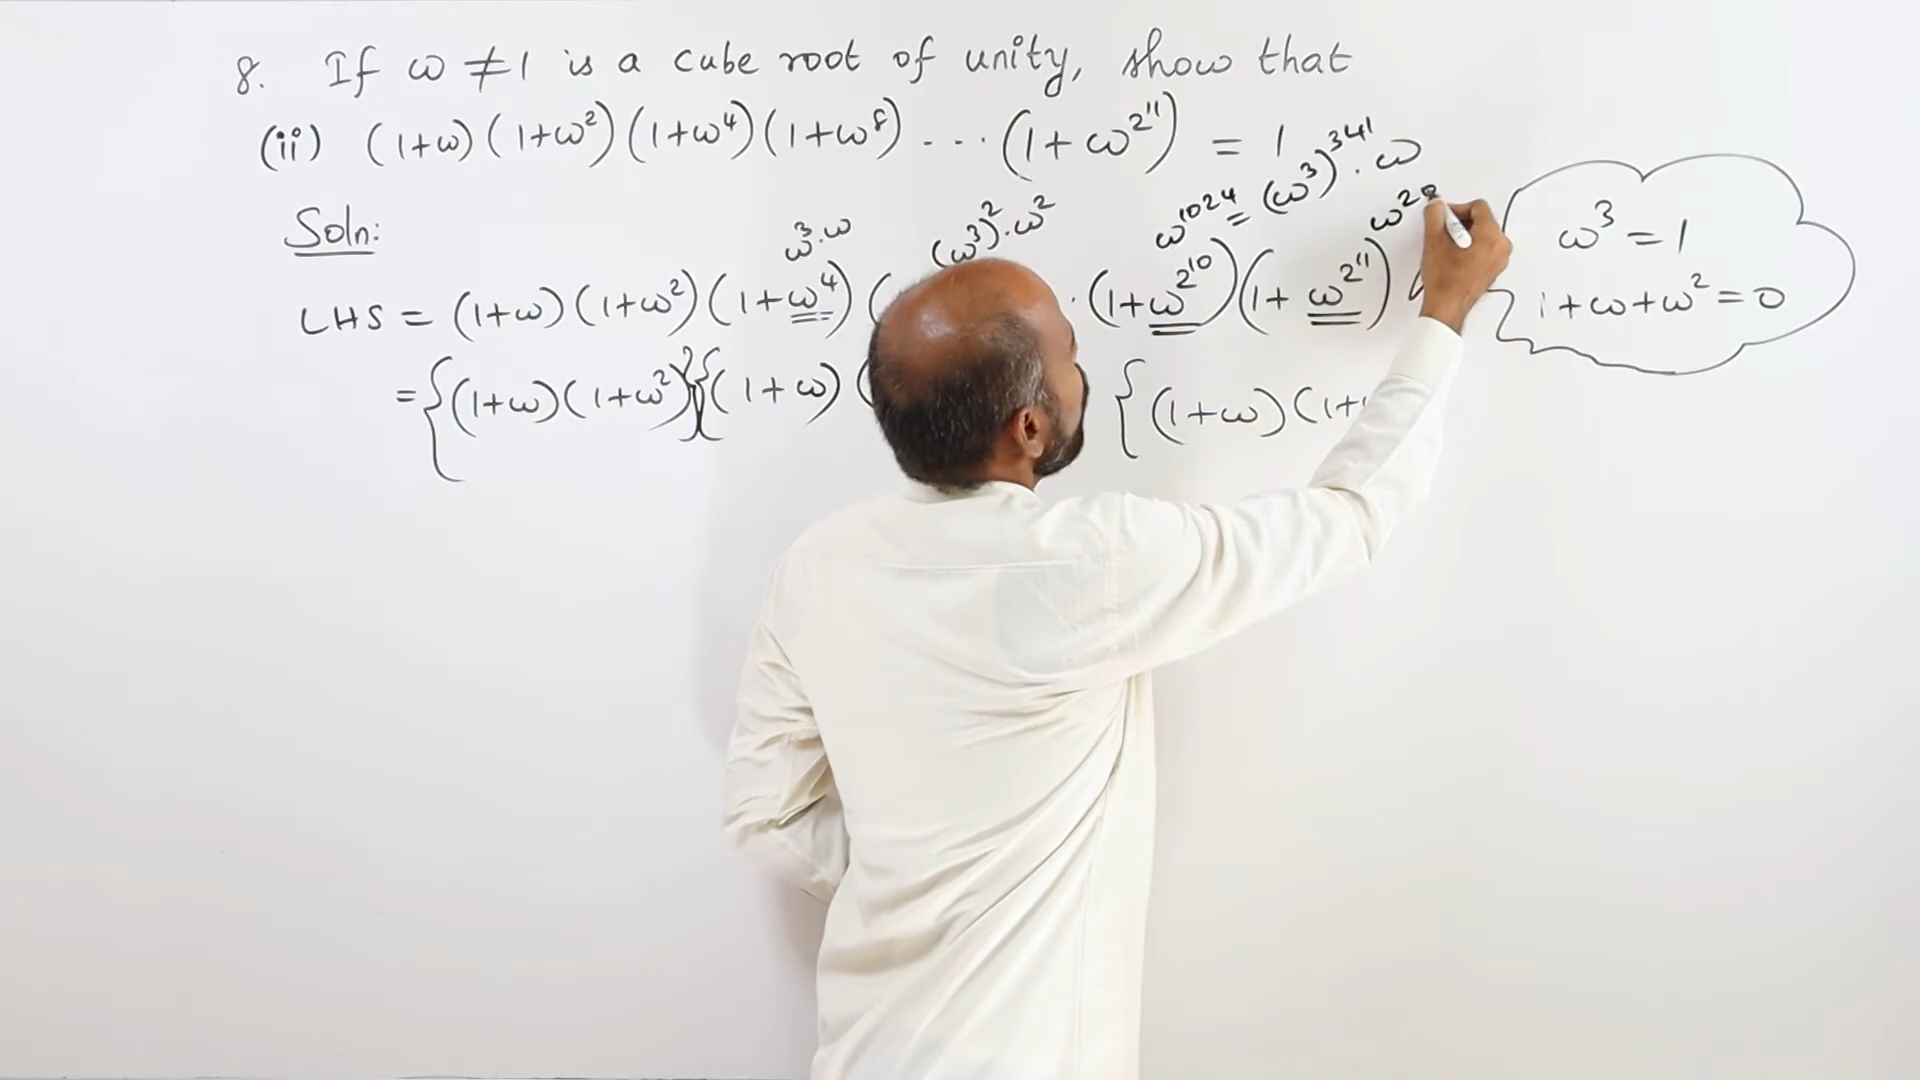 8. If ω ≠ 1 is a cube root of unity, show that
(ii) (1+ω)(1+ω²)(1+ω⁴)(1+ω⁸) ... (1+ω^2^11) = 1
Soln:
ω³.ω (ω³)².ω² ω^1024 = (ω³)^341 . ω
ω^20
LHS = (1+ω)(1+ω²)(1+ω⁴)( . (1+ω^2^10)(1+ω^2^11)
= {(1+ω)(1+ω²)}{(1+ω)( {(1+ω)(1+
ω³ = 1
1+ω+ω² = 0